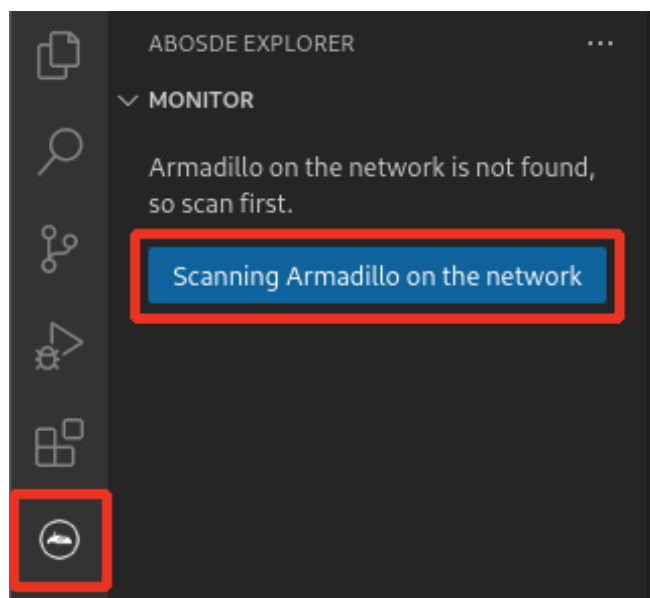 ABOSDE EXPLORER
MONITOR
Armadillo on the network is not found,
so scan first.
Scanning Armadillo on the network